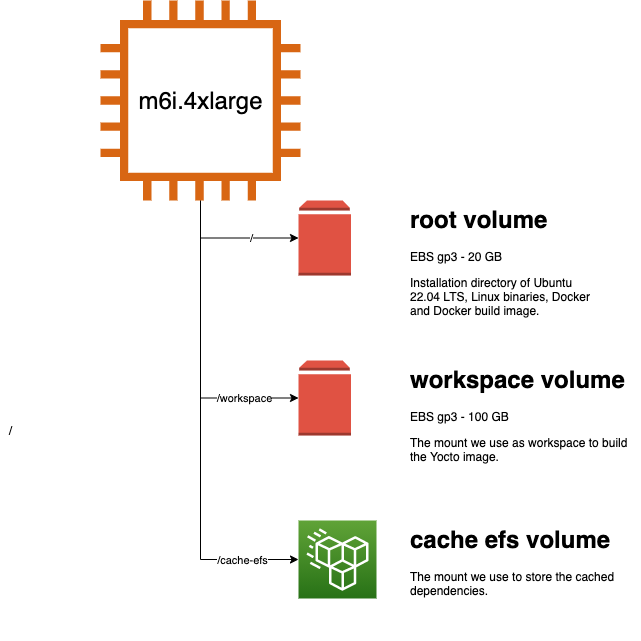 m6i.4xlarge
/
root volume
EBS gp3 - 20 GB
Installation directory of Ubuntu
22.04 LTS, Linux binaries, Docker
and Docker build image.
/workspace
workspace volume
EBS gp3 - 100 GB
The mount we use as workspace to build
the Yocto image.
/
/cache-efs
cache efs volume
The mount we use to store the cached
dependencies.